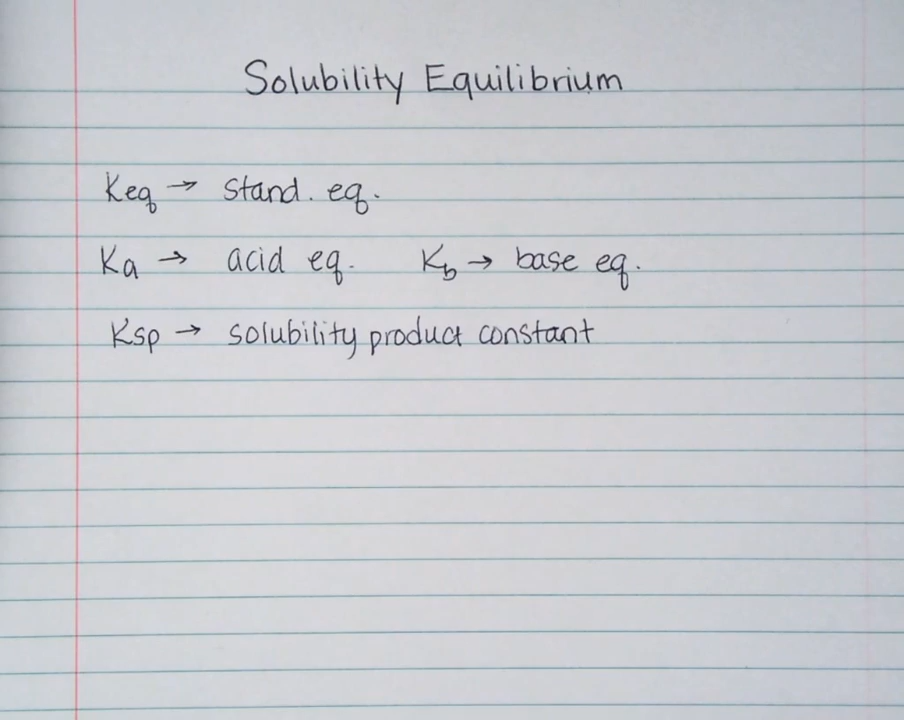 Solubility Equilibrium
Keq → stand. eq.
Ka → acid eq. Kb → base eq.
Ksp → solubility product constant